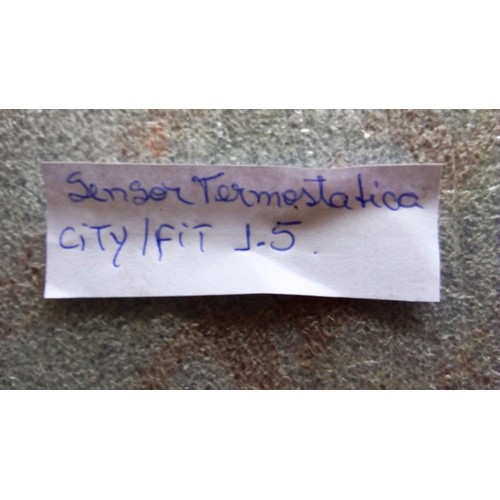 Sensor Termostatica
CiTy/FiT 1.5.